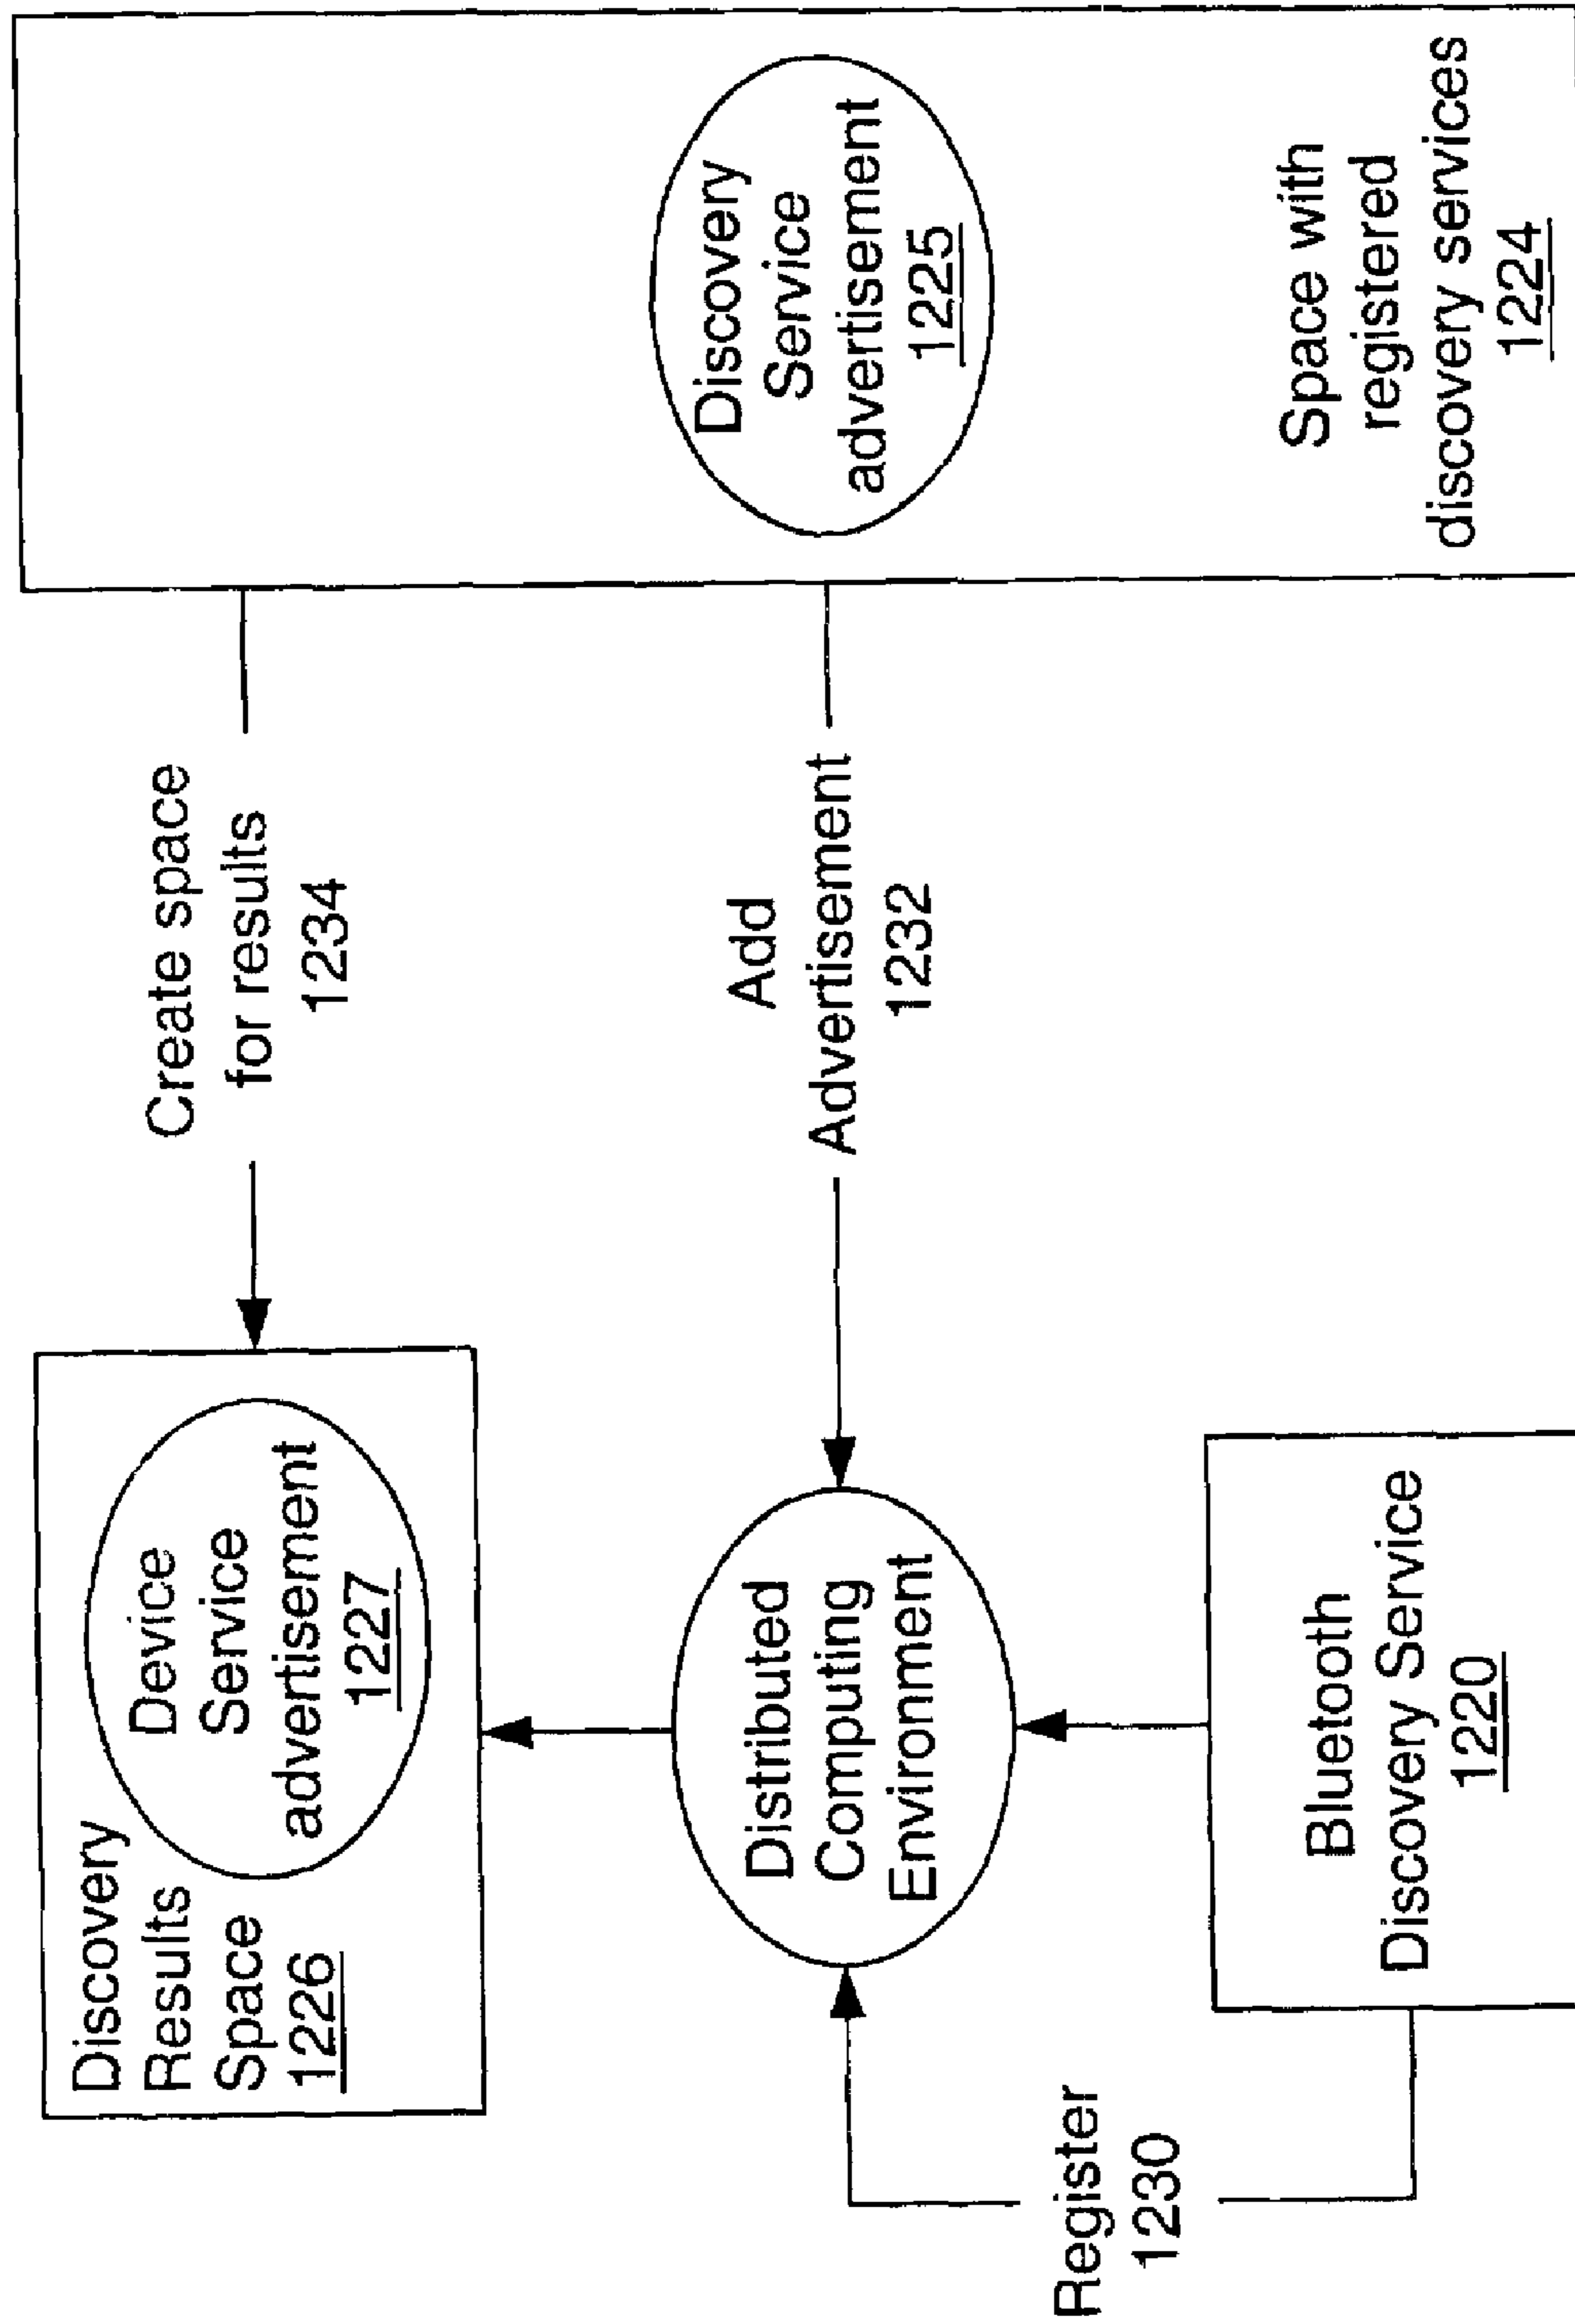 Discovery
Results
Space
1226
Device
Service
advertisement
1227
Create space
for results
1234
Distributed
Computing
Environment
Add
Advertisement
1232
Discovery
Service
advertisement
1225
Register
1230
Bluetooth
Discovery Service
1220
Space with
registered
discovery services
1224